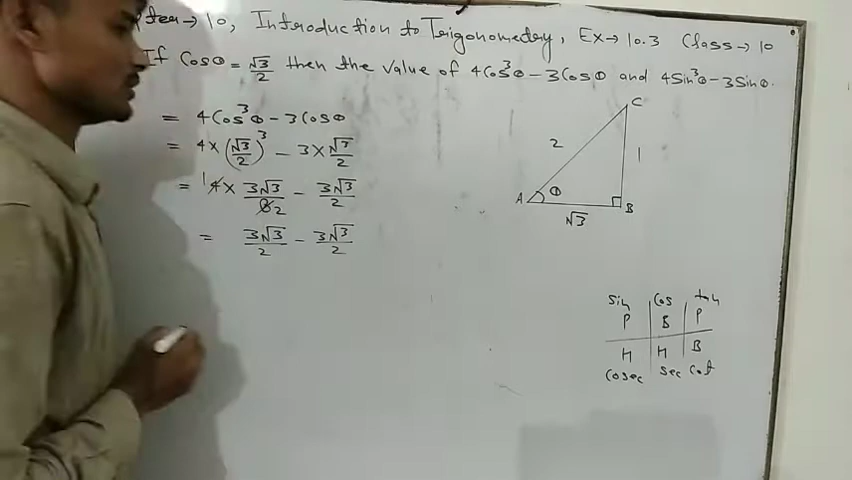 → 10, Introduction to Trigonometry, Ex→ 10.3 Class→ 10
If Cosθ = √3/2 then the value of 4Cos³θ - 3Cosθ and 4Sin³θ - 3Sinθ.
= 4Cos³θ - 3Cosθ
= 4 × (√3/2)³ - 3 × √3/2
= 1 4 × 3√3/8 2 - 3√3/2
= 3√3/2 - 3√3/2
C
2
1
A θ B
√3
Sin Cos tan
P B P
H H B
Cosec Sec Cot